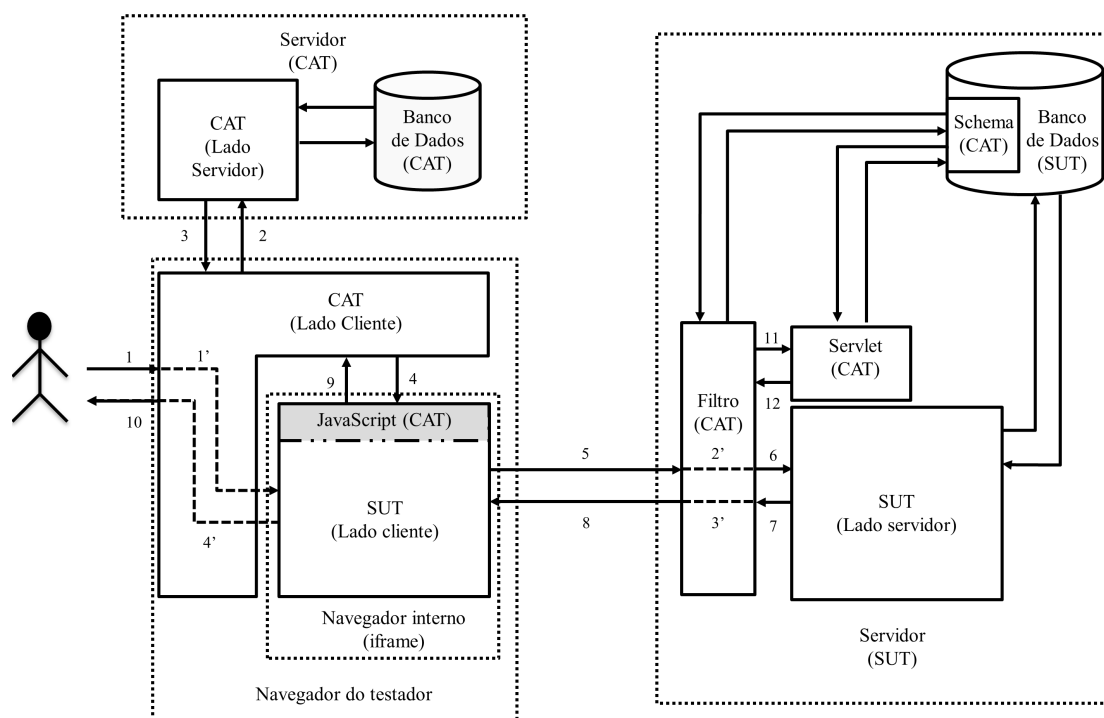 Servidor
(CAT)
CAT
(Lado
Servidor)
Banco
de Dados
(CAT)
3
2
CAT
(Lado Cliente)
1
1’
10
9
4
JavaScript (CAT)
SUT
(Lado cliente)
4’
Navegador interno
(iframe)
Navegador do testador
5
8
Schema
(CAT)
Banco
de Dados
(SUT)
Filtro
(CAT)
11
12
Servlet
(CAT)
2’
6
3’
7
SUT
(Lado servidor)
Servidor
(SUT)